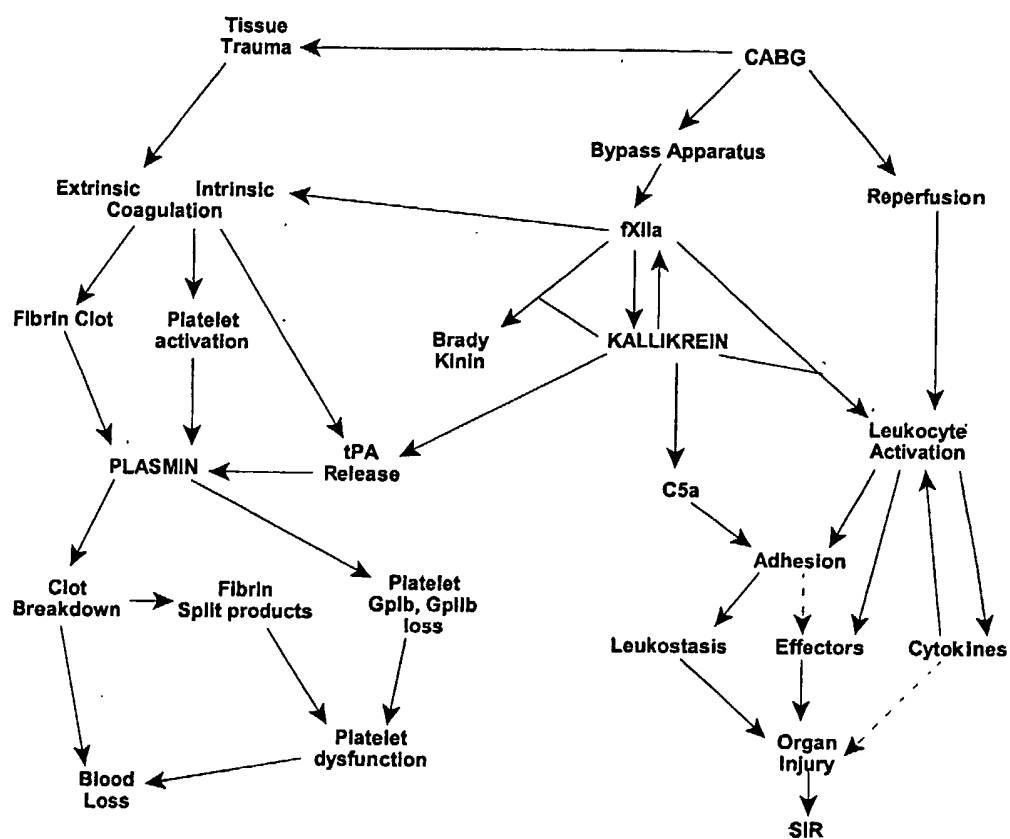 Tissue
Trauma
CABG
Bypass Apparatus
Extrinsic Intrinsic
Coagulation
Reperfusion
fXIIa
Fibrin Clot
Platelet
activation
Brady
Kinin
KALLIKREIN
Leukocyte
Activation
PLASMIN
tPA
Release
C5a
Adhesion
Clot
Breakdown
Fibrin
Split products
Platelet
GpIb, GpIIb
loss
Leukostasis
Effectors
Cytokines
Platelet
dysfunction
Organ
Injury
Blood
Loss
SIR